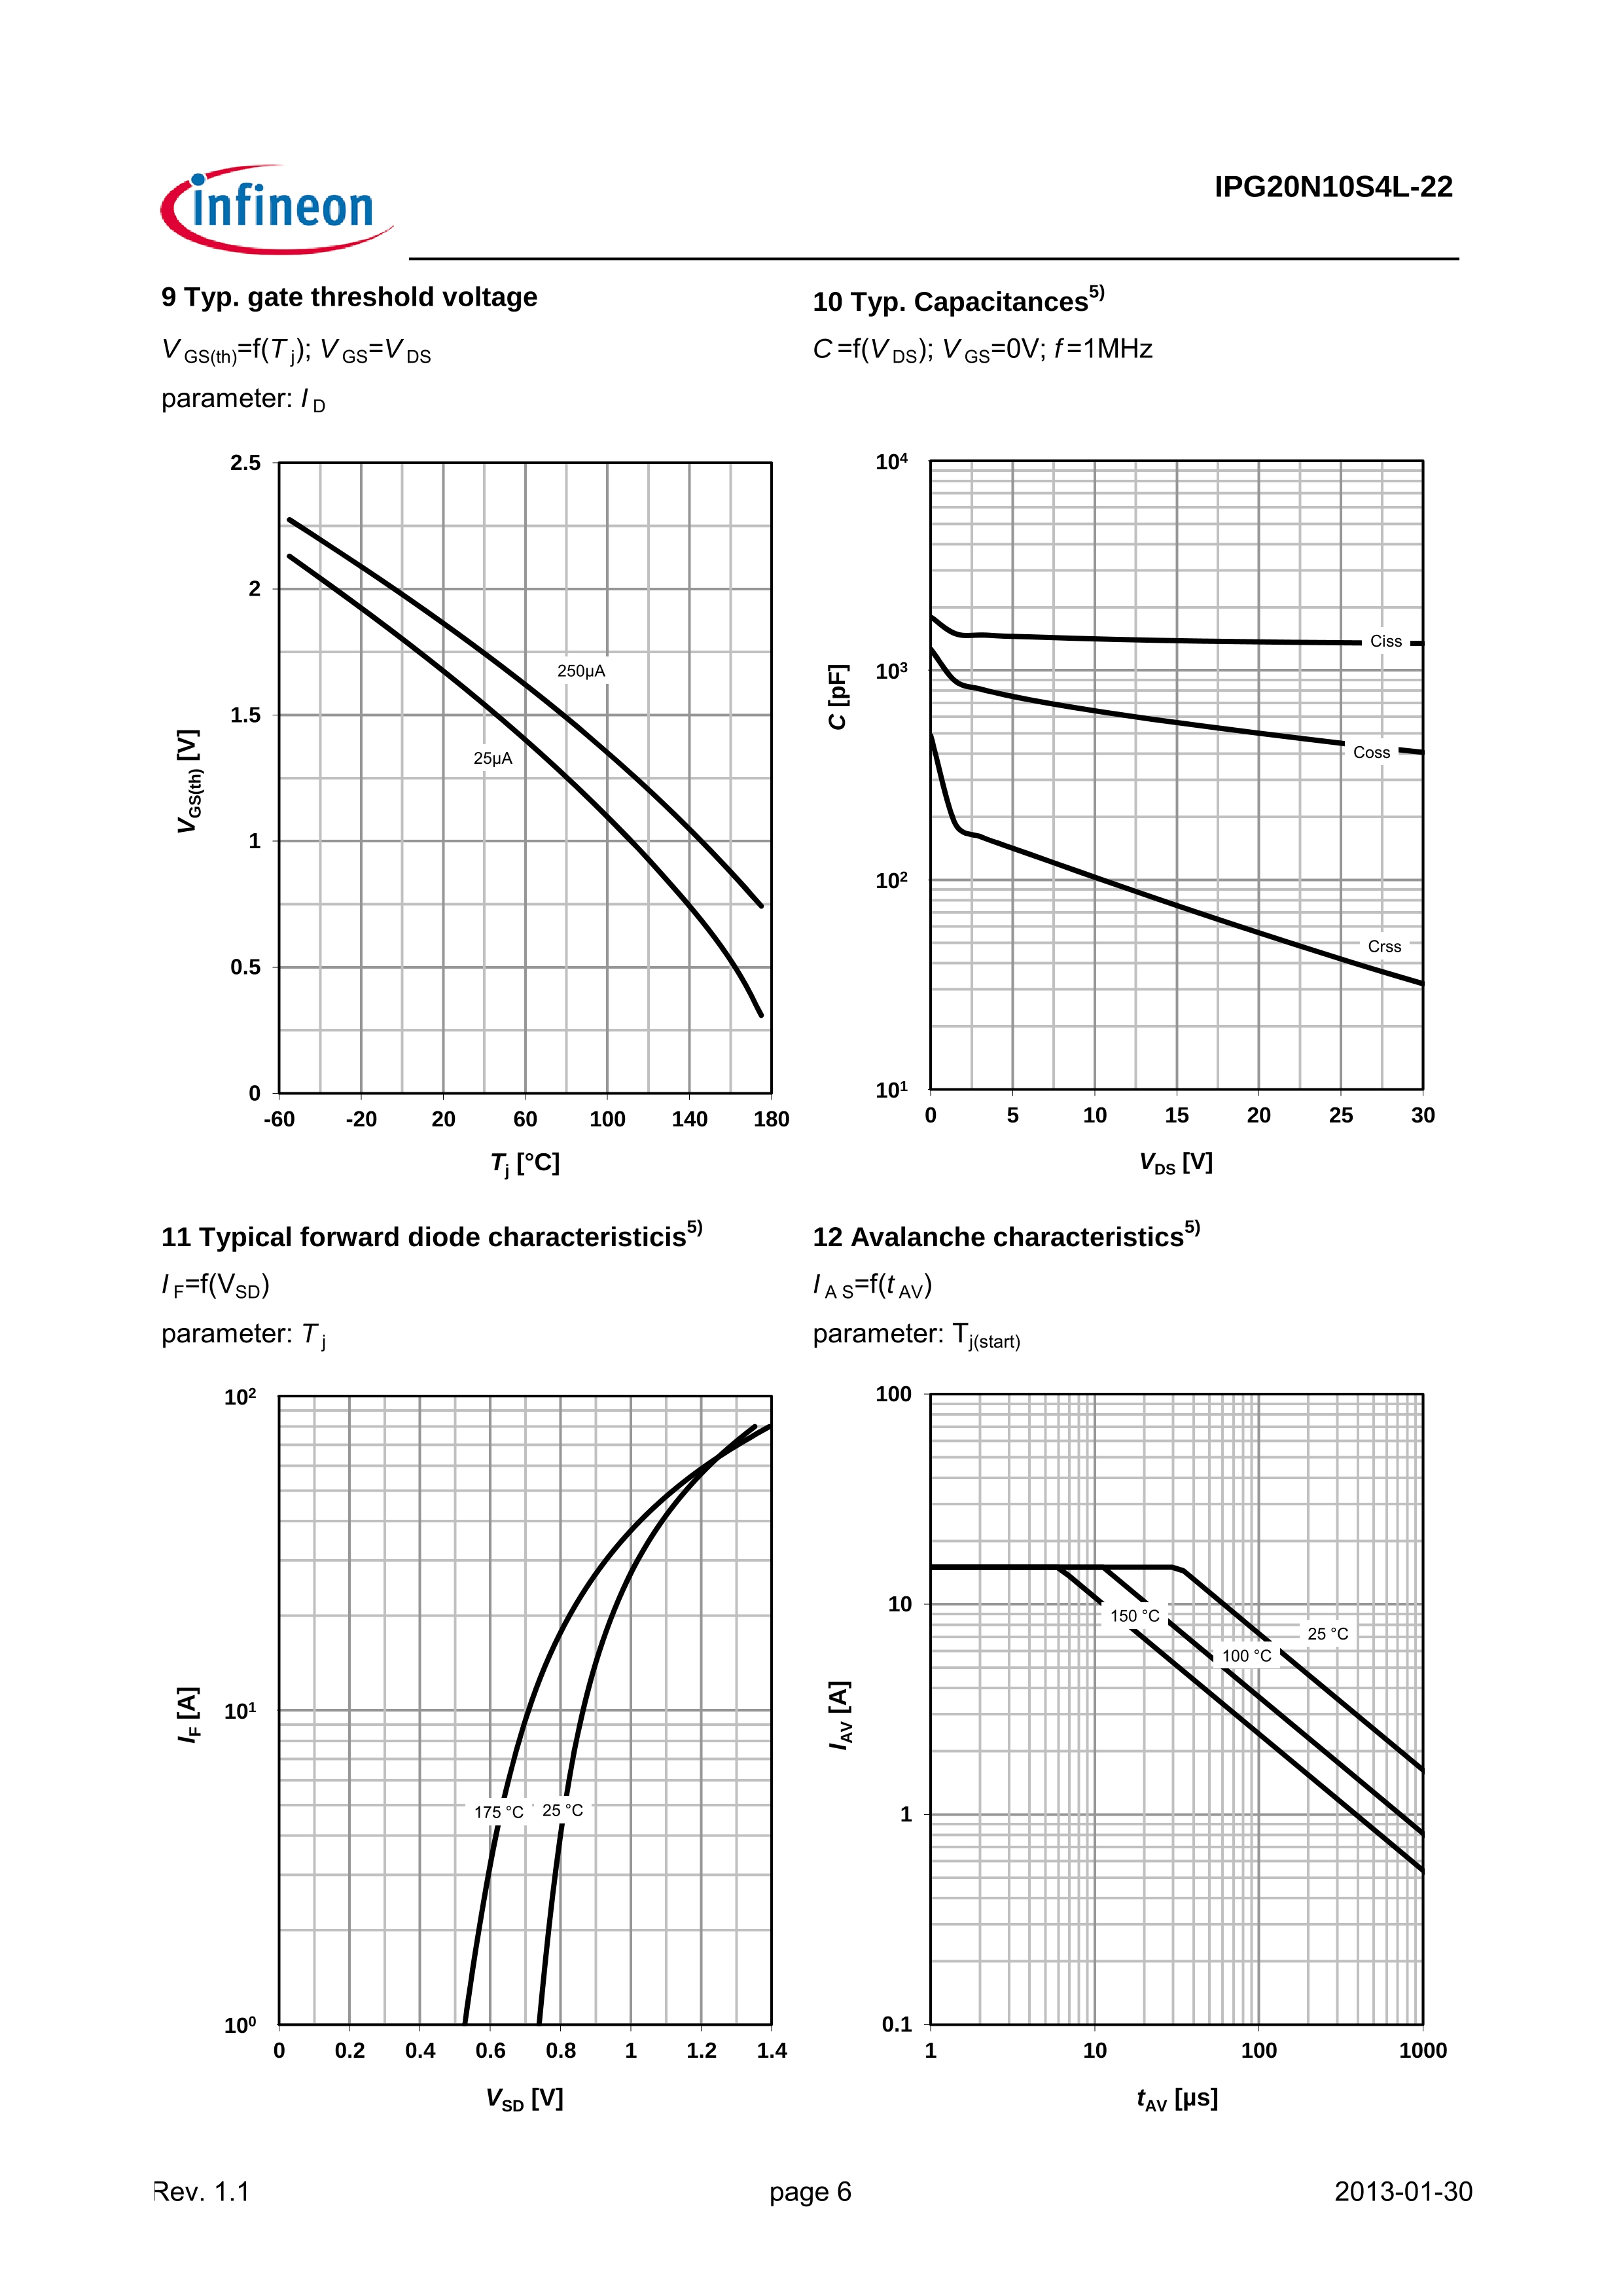 infineon
IPG20N10S4L-22
9 Typ. gate threshold voltage
V GS(th)=f(T j); V GS=V DS
parameter: I D
2.5
2
1.5
1
0.5
0
250µA
25µA
-60 -20 20 60 100 140 180
Tj [°C]
VGS(th) [V]
10 Typ. Capacitances5)
C =f(V DS); V GS=0V; f =1MHz
10⁴
10³
10²
10¹
Ciss
Coss
Crss
0 5 10 15 20 25 30
VDS [V]
C [pF]
11 Typical forward diode characteristicis5)
I F=f(VSD)
parameter: T j
10²
10¹
10⁰
175 °C 25 °C
0 0.2 0.4 0.6 0.8 1 1.2 1.4
VSD [V]
IF [A]
12 Avalanche characteristics5)
I A S=f(t AV)
parameter: Tj(start)
100
10
1
0.1
150 °C
25 °C
100 °C
1 10 100 1000
tAV [µs]
IAV [A]
Rev. 1.1 page 6 2013-01-30